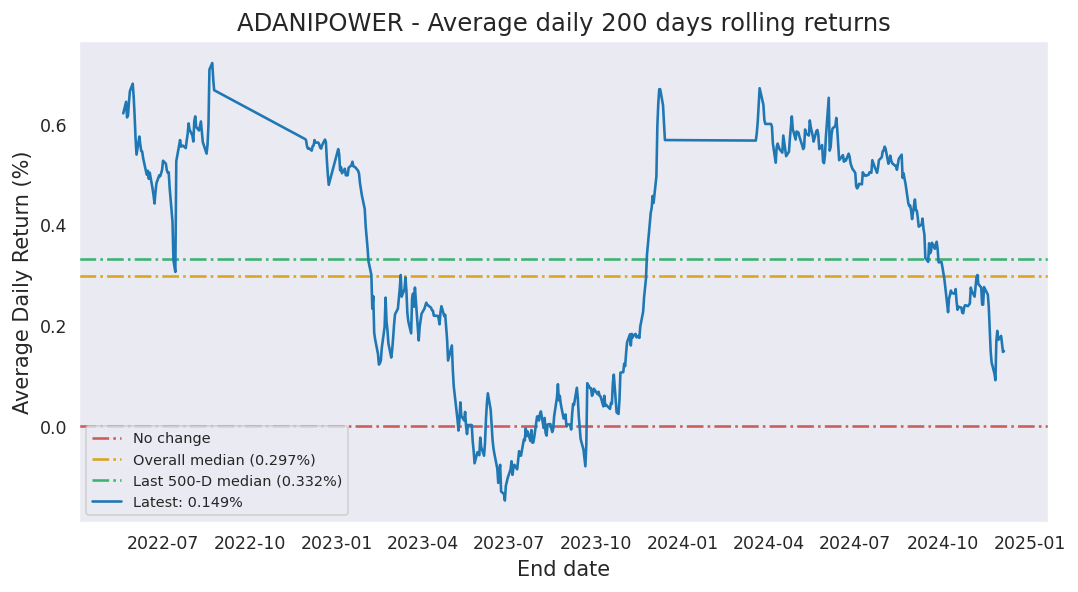 ADANIPOWER - Average daily 200 days rolling returns
Average Daily Return (%)
0.6
0.4
0.2
0.0
No change
Overall median (0.297%)
Last 500-D median (0.332%)
Latest: 0.149%
2022-07 2022-10 2023-01 2023-04 2023-07 2023-10 2024-01 2024-04 2024-07 2024-10 2025-01
End date